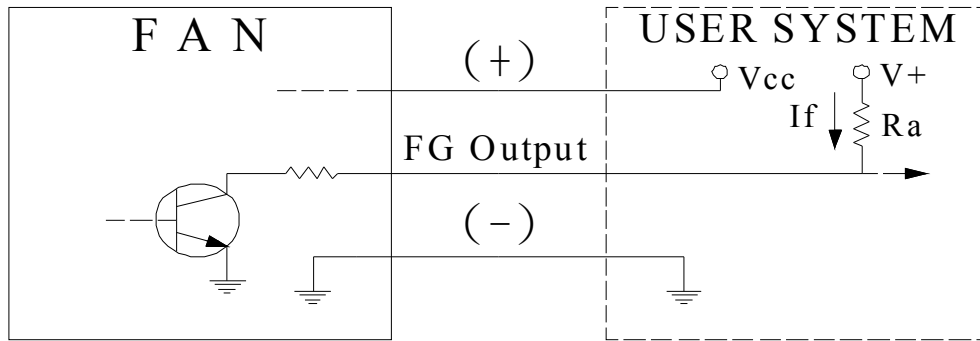 F A N
USER SYSTEM
(+)
Vcc
V+
If
Ra
FG Output
(-)